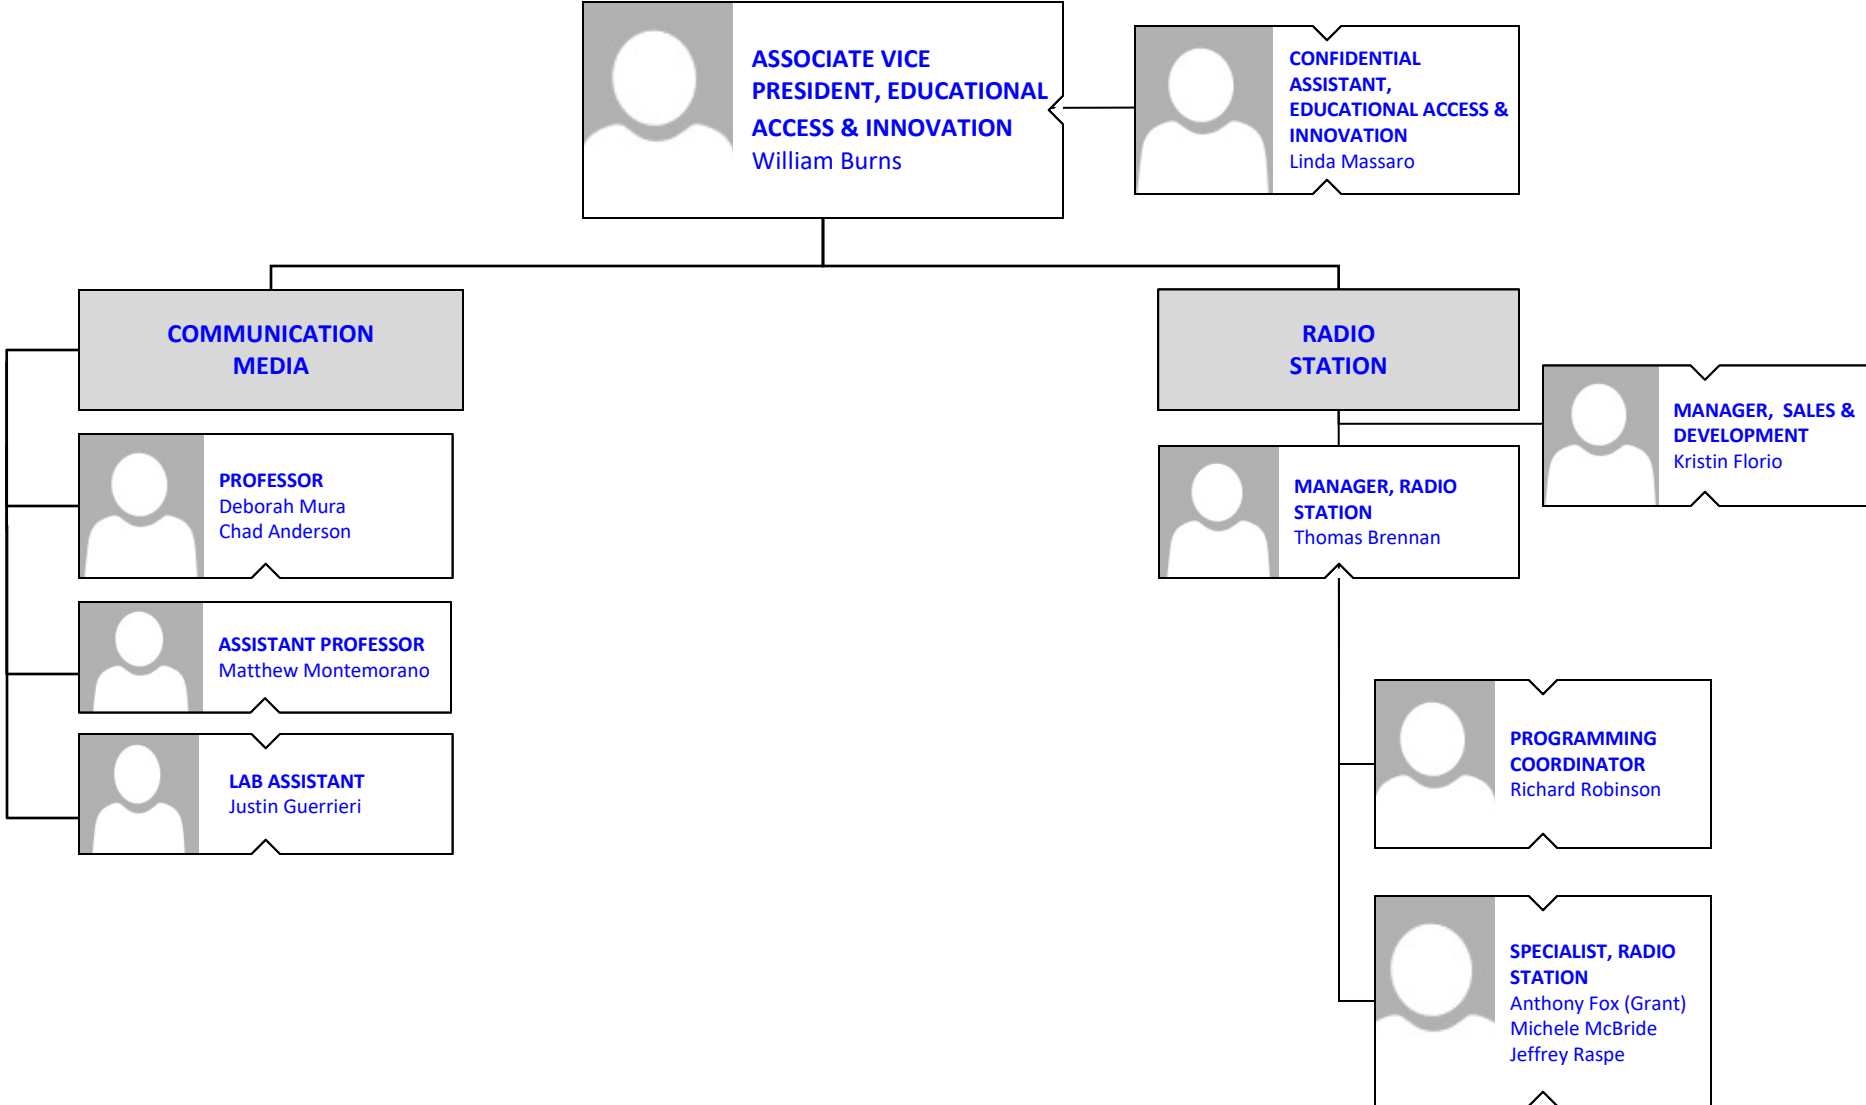 ASSOCIATE VICE
PRESIDENT, EDUCATIONAL
ACCESS & INNOVATION
William Burns
CONFIDENTIAL
ASSISTANT,
EDUCATIONAL ACCESS &
INNOVATION
Linda Massaro
COMMUNICATION
MEDIA
PROFESSOR
Deborah Mura
Chad Anderson
ASSISTANT PROFESSOR
Matthew Montemorano
LAB ASSISTANT
Justin Guerrieri
RADIO
STATION
MANAGER, SALES &
DEVELOPMENT
Kristin Florio
MANAGER, RADIO
STATION
Thomas Brennan
PROGRAMMING
COORDINATOR
Richard Robinson
SPECIALIST, RADIO
STATION
Anthony Fox (Grant)
Michele McBride
Jeffrey Raspe